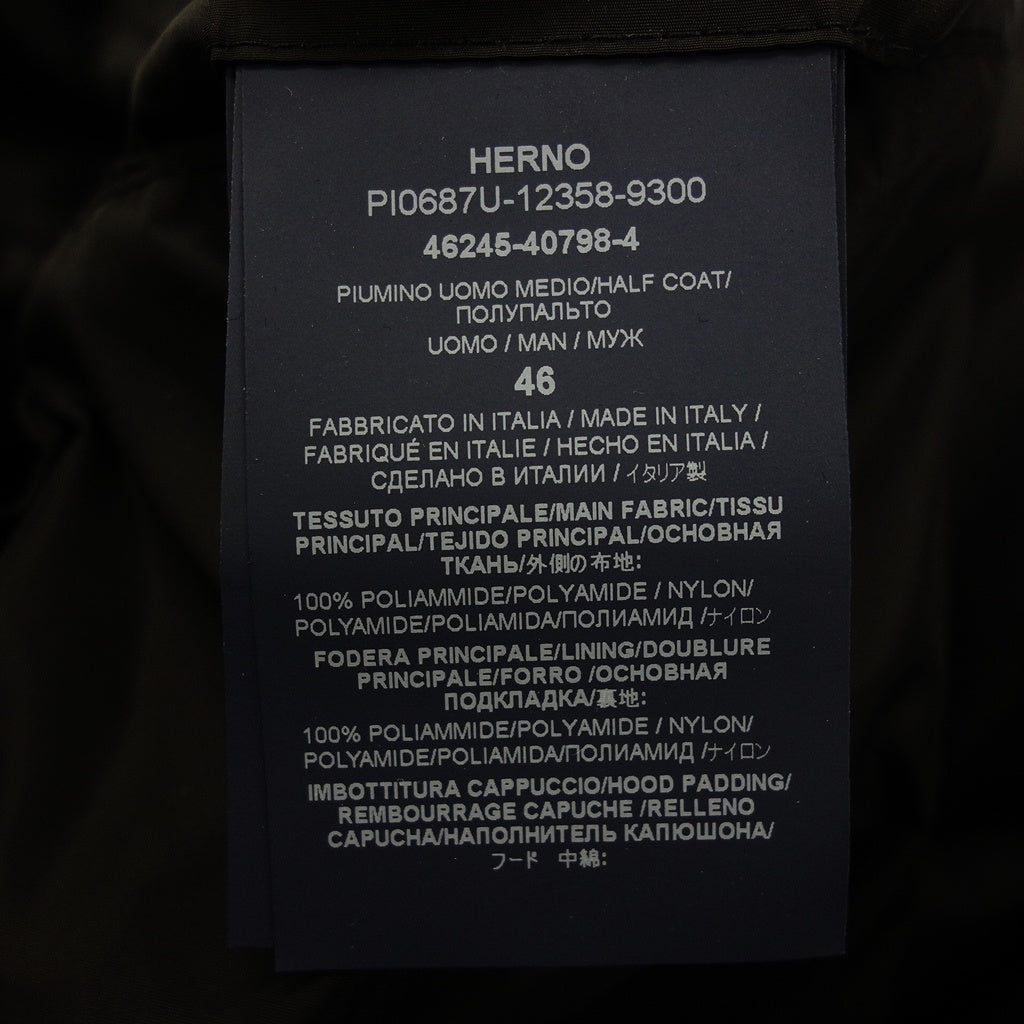 HERNO
PI0687U-12358-9300
46245-40798-4
PIUMINO UOMO MEDIO/HALF COAT/
ПОЛУПАЛЬТО
UOMO / MAN / МУЖ
46
FABBRICATO IN ITALIA / MADE IN ITALY /
FABRIQUÉ EN ITALIE / HECHO EN ITALIA /
СДЕЛАНО В ИТАЛИИ / イタリア製
TESSUTO PRINCIPALE/MAIN FABRIC/TISSU
PRINCIPAL/TEJIDO PRINCIPAL/ОСНОВНАЯ
ТКАНЬ/外側の布地:
100% POLIAMMIDE/POLYAMIDE / NYLON/
POLYAMIDE/POLIAMIDA/ПОЛИАМИД /ナイロン
FODERA PRINCIPALE/LINING/DOUBLURE
PRINCIPALE/FORRO /ОСНОВНАЯ
ПОДКЛАДКА/裏地:
100% POLIAMMIDE/POLYAMIDE / NYLON/
POLYAMIDE/POLIAMIDA/ПОЛИАМИД /ナイロン
IMBOTTITURA CAPPUCCIO/HOOD PADDING/
REMBOURRAGE CAPUCHE /RELLENO
CAPUCHA/НАПОЛНИТЕЛЬ КАПЮШОНА/
フード 中綿: